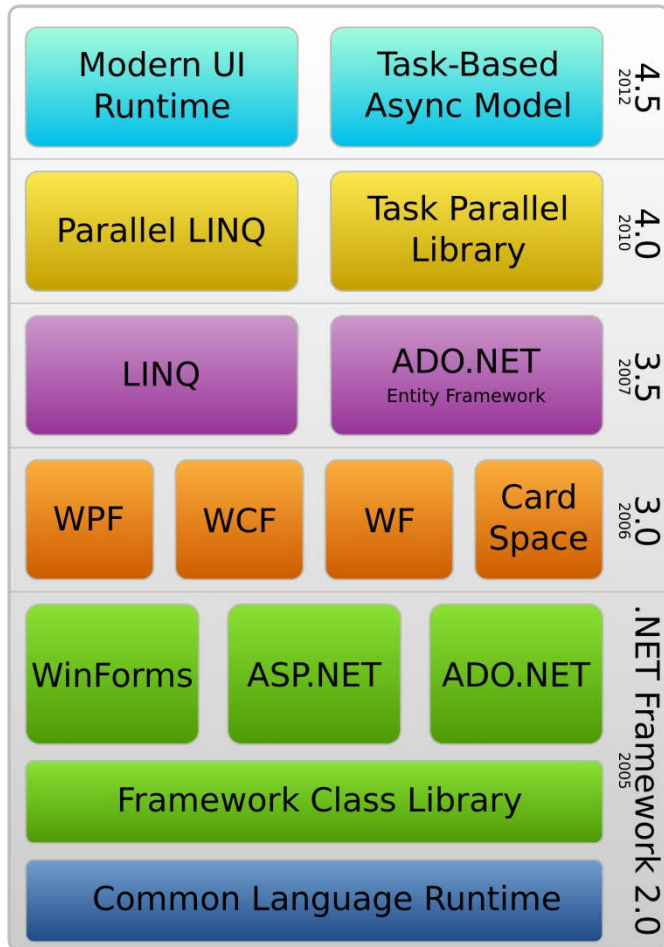 Modern UI
Runtime
Task-Based
Async Model
4.5
2012
Parallel LINQ
Task Parallel
Library
4.0
2010
LINQ
ADO.NET
Entity Framework
3.5
2007
WPF
WCF
WF
Card
Space
3.0
2006
WinForms
ASP.NET
ADO.NET
Framework Class Library
Common Language Runtime
.NET Framework 2.0
2005